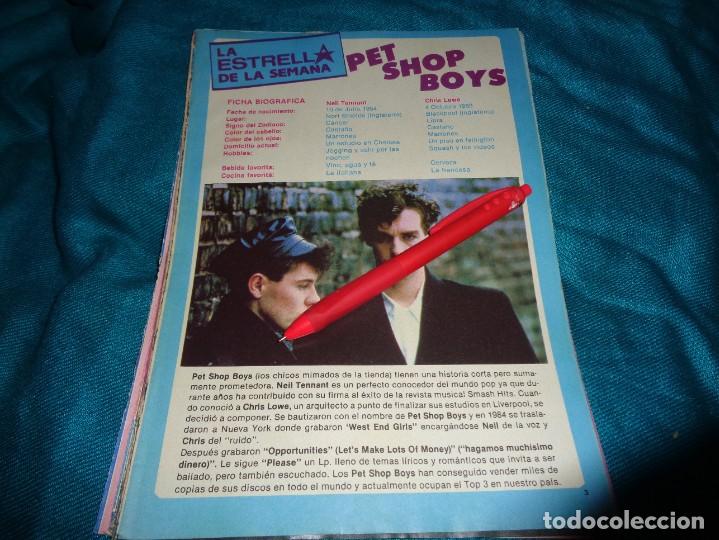 LA
ESTRELLA
DE LA SEMANA
PET
SHOP
BOYS
FICHA BIOGRAFICA Neil Tennant Chris Lowe
Fecha de nacimiento: 10 de Julio 1954 4 Octubre
Lugar: Nort Shields (Inglaterra) Blackpool (Inglaterra)
Signo del Zodiaco: Cáncer Libra
Color del cabello: Castaño Castaño
Color de los ojos: Marrones Marrones
Domicilio actual: Un estudio en Chelsea Un piso en
Hobbies: Jogging y salir por las Squash y los videos
noches
Bebida favorita: Vino, agua y té Cerveza
Cocina favorita: La italiana La francesa
Pet Shop Boys (los chicos mimados de la tienda) tienen una historia corta pero suma-
mente prometedora. Neil Tennant es un perfecto conocedor del mundo pop ya que du-
rante años ha contribuido con su firma al éxito de la revista musical Smash Hits. Cuan-
do conoció a Chris Lowe, un arquitecto a punto de finalizar sus estudios en Liverpool, se
decidió a componer. Se bautizaron con el nombre de Pet Shop Boys y en 1984 se trasla-
daron a Nueva York donde grabaron 'West End Girls' encargándose Neil de la voz y
Chris del "ruido".
Después grabaron "Opportunities" (Let's Make Lots Of Money)" ("hagamos muchísimo
dinero)". Le sigue "Please" un Lp. lleno de temas líricos y románticos que invita a ser
bailado, pero también escuchado. Los Pet Shop Boys han conseguido vender miles de
copias de sus discos en todo el mundo y actualmente ocupan el Top 3 en nuestro país.
3
todocoleccion.net